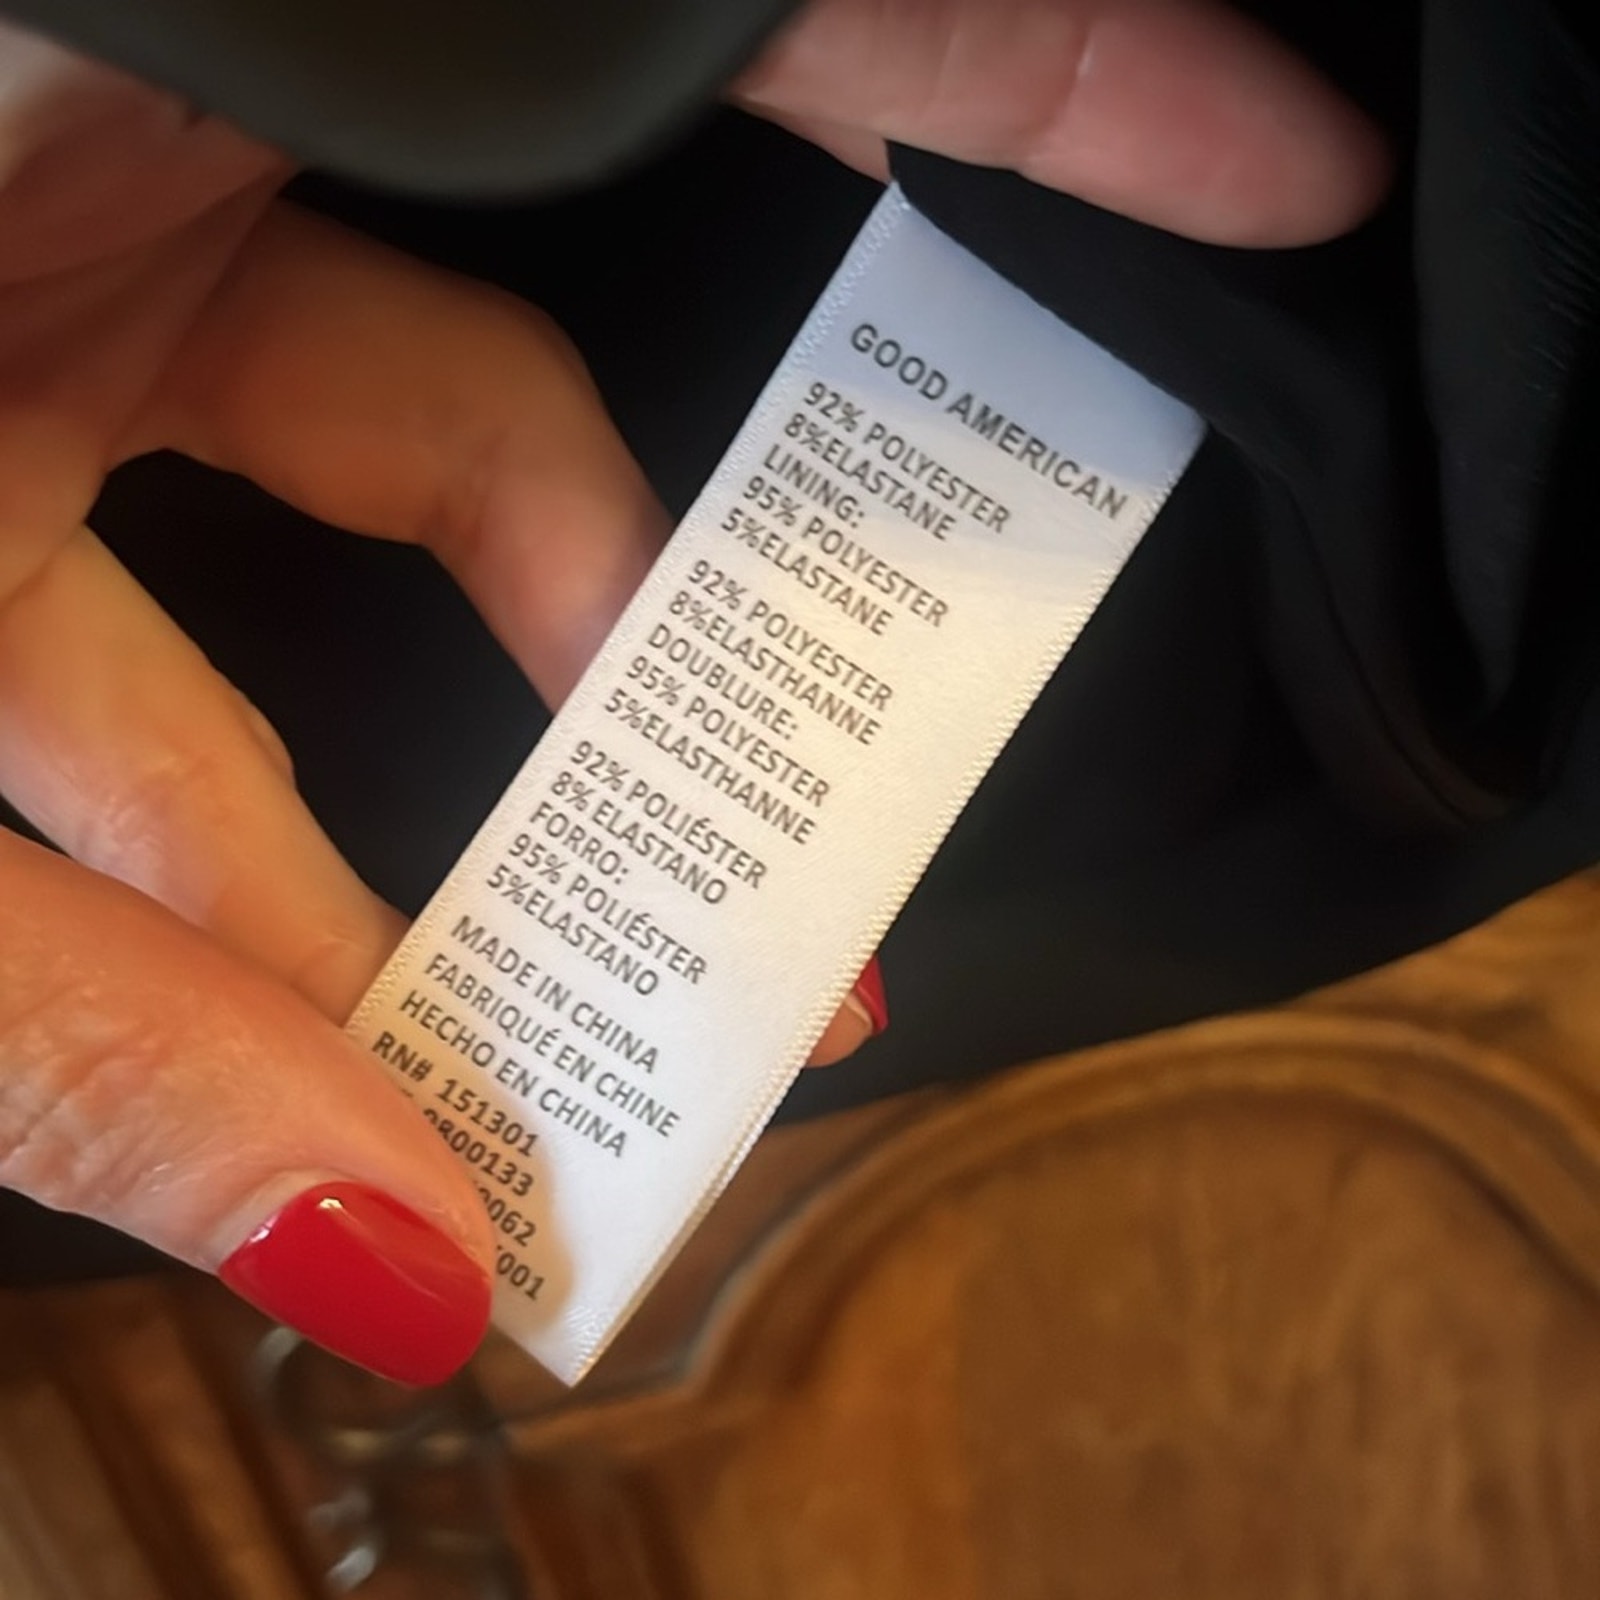 GOOD AMERICAN
92% POLYESTER
8%ELASTANE
LINING:
95% POLYESTER
5%ELASTANE
92% POLYESTER
8%ELASTHANNE
DOUBLURE:
95% POLYESTER
5%ELASTHANNE
92% POLIÉSTER
8% ELASTANO
FORRO:
95% POLIÉSTER
5%ELASTANO
MADE IN CHINA
FABRIQUÉ EN CHINE
HECHO EN CHINA
RN# 151301